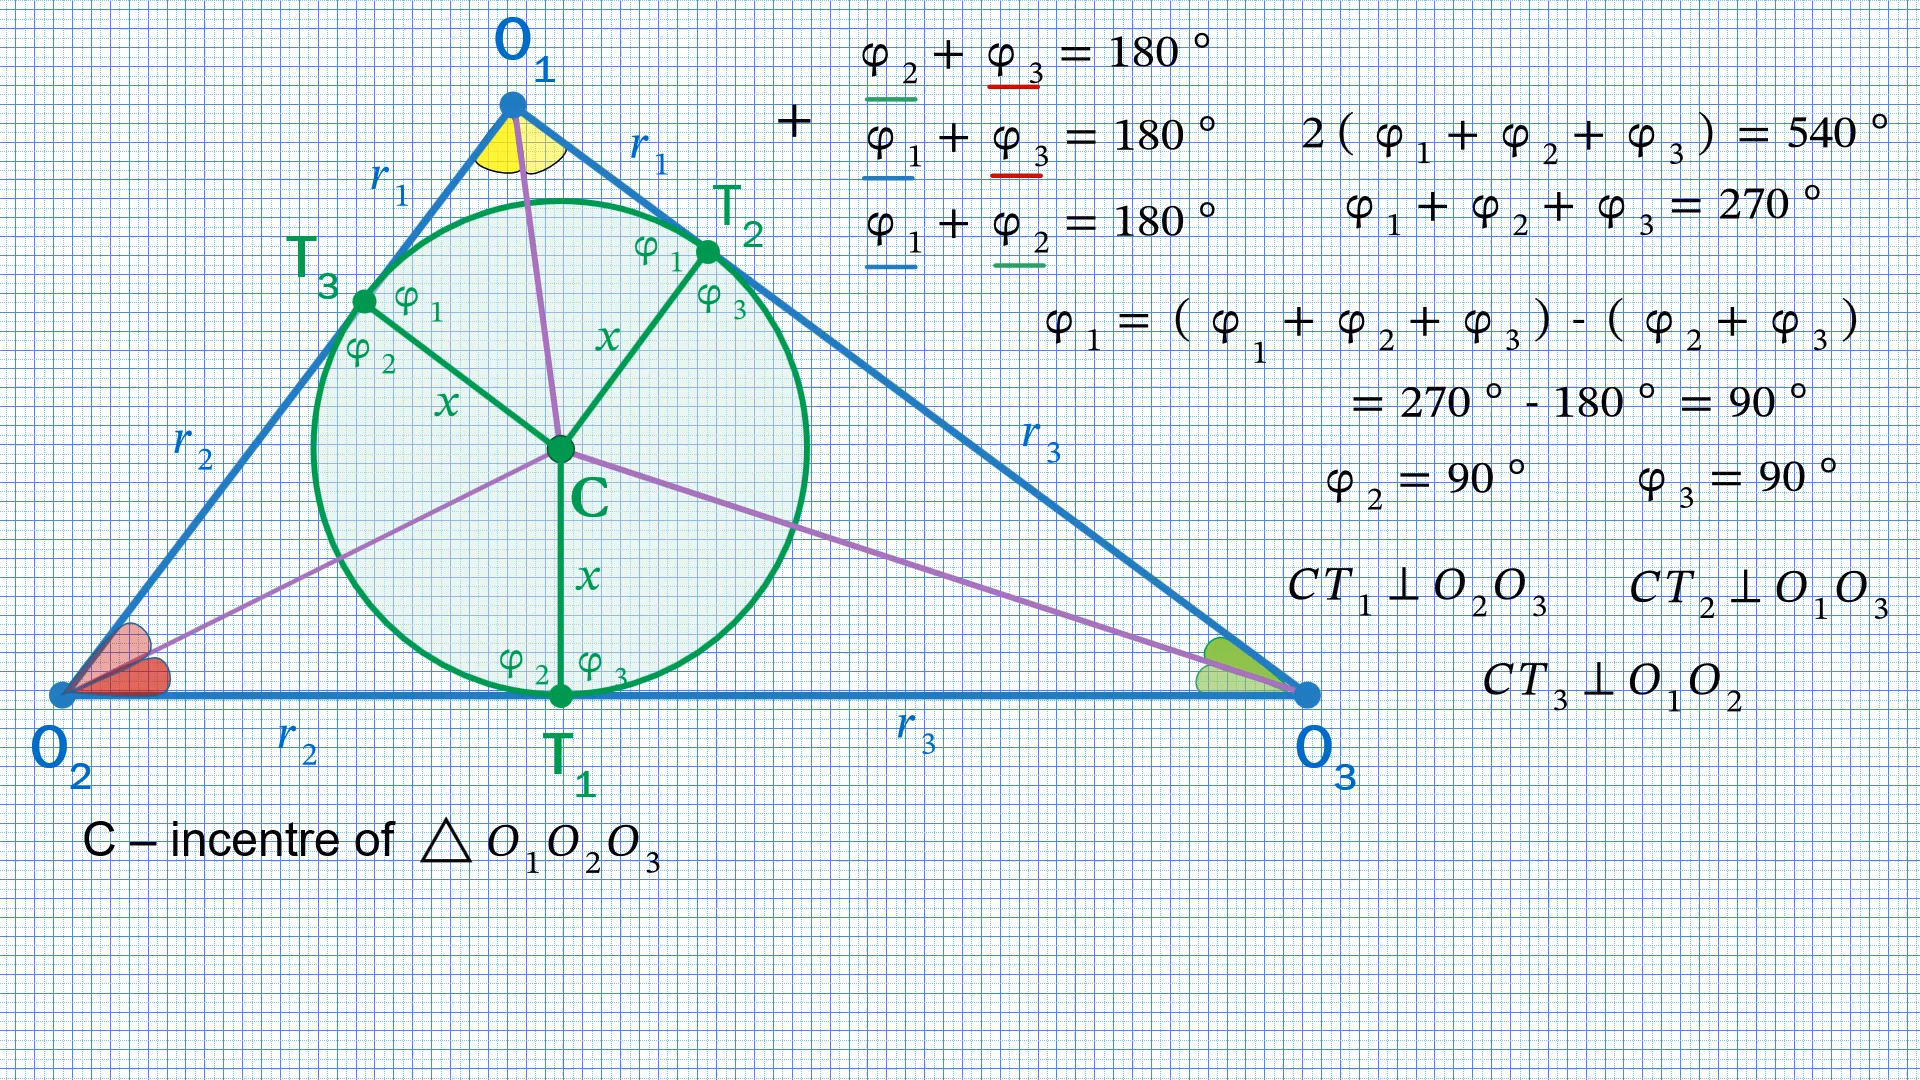 O₁
r₁ r₁
T₃ T₂
φ₁ φ₁
φ₂ φ₃
x x
r₂ r₃
C
x
φ₂ φ₃
O₂ r₂ T₁ r₃ O₃
C – incentre of △O₁O₂O₃
φ₂ + φ₃ = 180°
+ φ₁ + φ₃ = 180°
φ₁ + φ₂ = 180°
2(φ₁ + φ₂ + φ₃) = 540°
φ₁ + φ₂ + φ₃ = 270°
φ₁ = (φ₁ + φ₂ + φ₃) - (φ₂ + φ₃)
= 270° - 180° = 90°
φ₂ = 90° φ₃ = 90°
CT₁ ⊥ O₂O₃ CT₂ ⊥ O₁O₃
CT₃ ⊥ O₁O₂